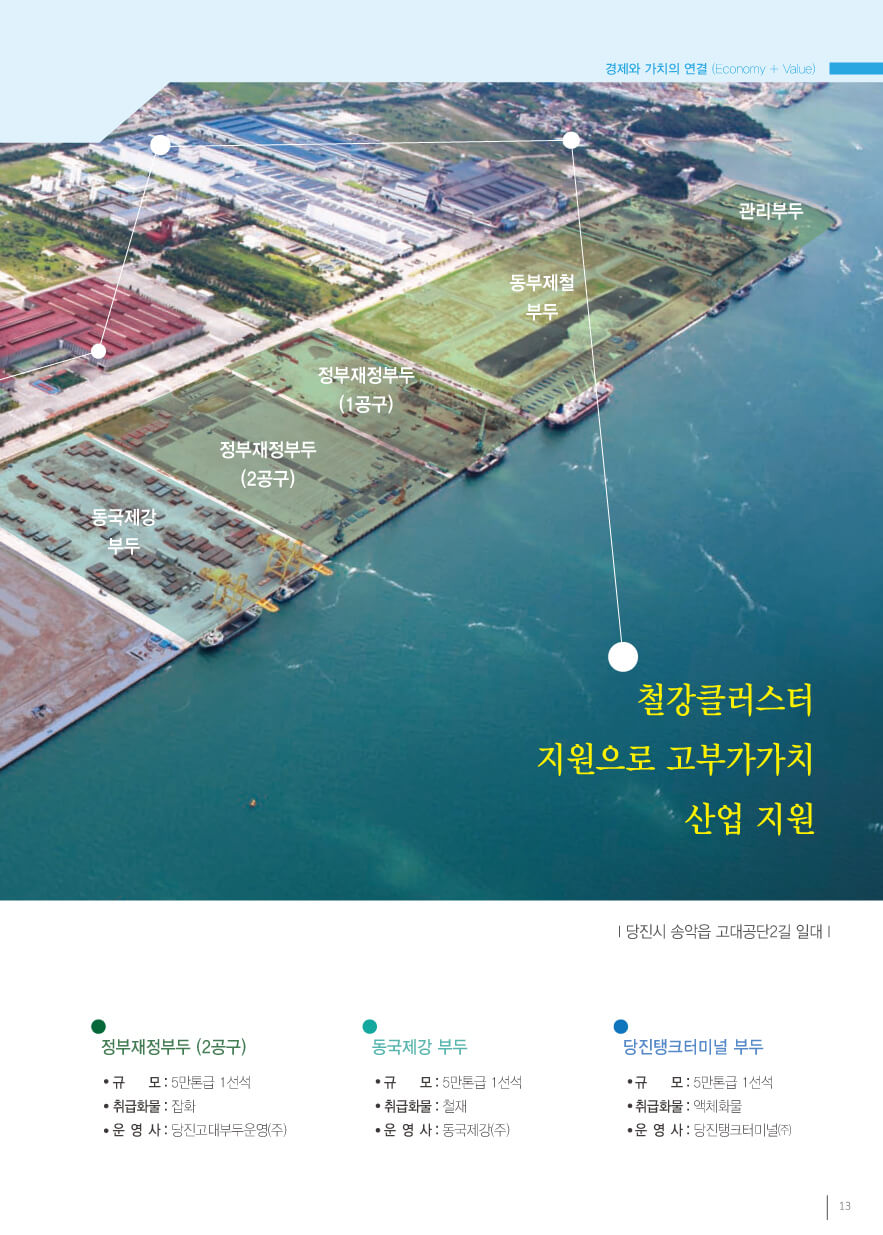 경제와 가치의 연결 (Economy + Value)
관리부두
동부제철
부두
정부재정부두
(1공구)
정부재정부두
(2공구)
동국제강
부두
철강클러스터
지원으로 고부가가치
산업 지원
I 당진시 송악읍 고대공단2길 일대 I
정부재정부두 (2공구)
• 규 모 : 5만톤급 1선석
• 취급화물 : 잡화
• 운 영 사 : 당진고대부두운영(주)
동국제강 부두
• 규 모 : 5만톤급 1선석
• 취급화물 : 철재
• 운 영 사 : 동국제강(주)
당진탱크터미널 부두
• 규 모 : 5만톤급 1선석
• 취급화물 : 액체화물
• 운 영 사 : 당진탱크터미널㈜
13